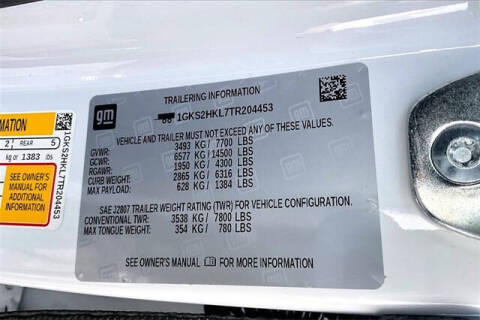 TRAILERING INFORMATION
gm
1GKS2HKL7TR204453
VEHICLE AND TRAILER MUST NOT EXCEED ANY OF THESE RATINGS.
GVWR: 3493 KG/ 7700 LBS
GCWR: 6577 KG/14500 LBS
RGAWR: 1950 KG/ 4300 LBS
CURB WEIGHT: 2865 KG/ 6316 LBS
MAX PAYLOAD: 628 KG/ 1384 LBS
SAE J2807 TRAILER WEIGHT RATING (TWR) FOR VEHICLE CONFIGURATION.
CONVENTIONAL TWR: 3538 KG/ 7800 LBS
MAX TONGUE WEIGHT: 354 KG/ 780 LBS
SEE OWNER'S MANUAL gm FOR MORE INFORMATION
MATION
2 REAR 5
kg or 1383 lbs
SEE OWNER'S
MANUAL FOR
ADDITIONAL
INFORMATION
1GKS2HKL7TR204453